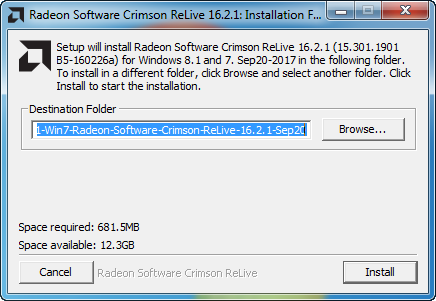 Radeon Software Crimson ReLive 16.2.1: Installation F...
Setup will install Radeon Software Crimson ReLive 16.2.1 (15.301.1901
B5-160226a) for Windows 8.1 and 7. Sep20-2017 in the following folder.
To install in a different folder, click Browse and select another folder. Click
Install to start the installation.
Destination Folder
1-Win7-Radeon-Software-Crimson-ReLive-16.2.1-Sep20
Browse...
Space required: 681.5MB
Space available: 12.3GB
Cancel
Radeon Software Crimson ReLive
Install